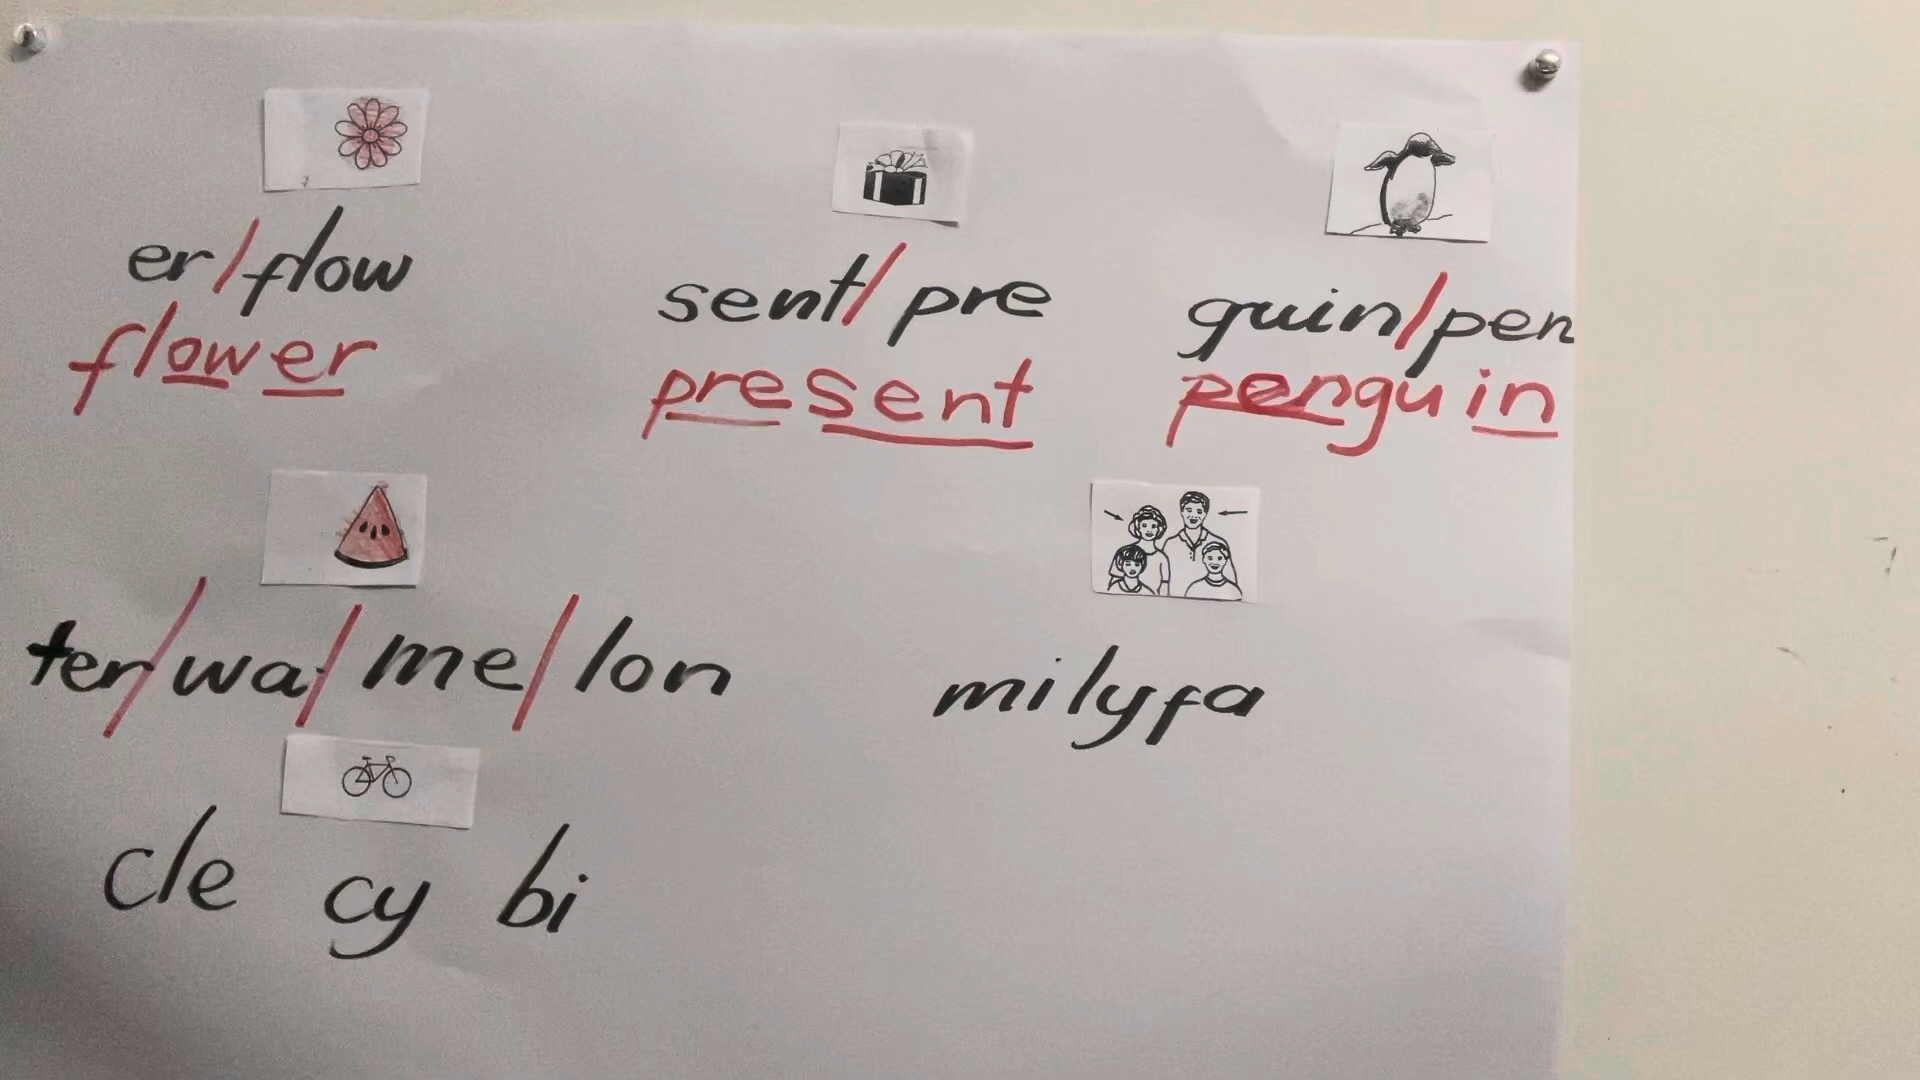 er/flow
flower
sent/pre
present
guin/pen
penguin
ter/wa/me/lon
milyfa
cle cy bi